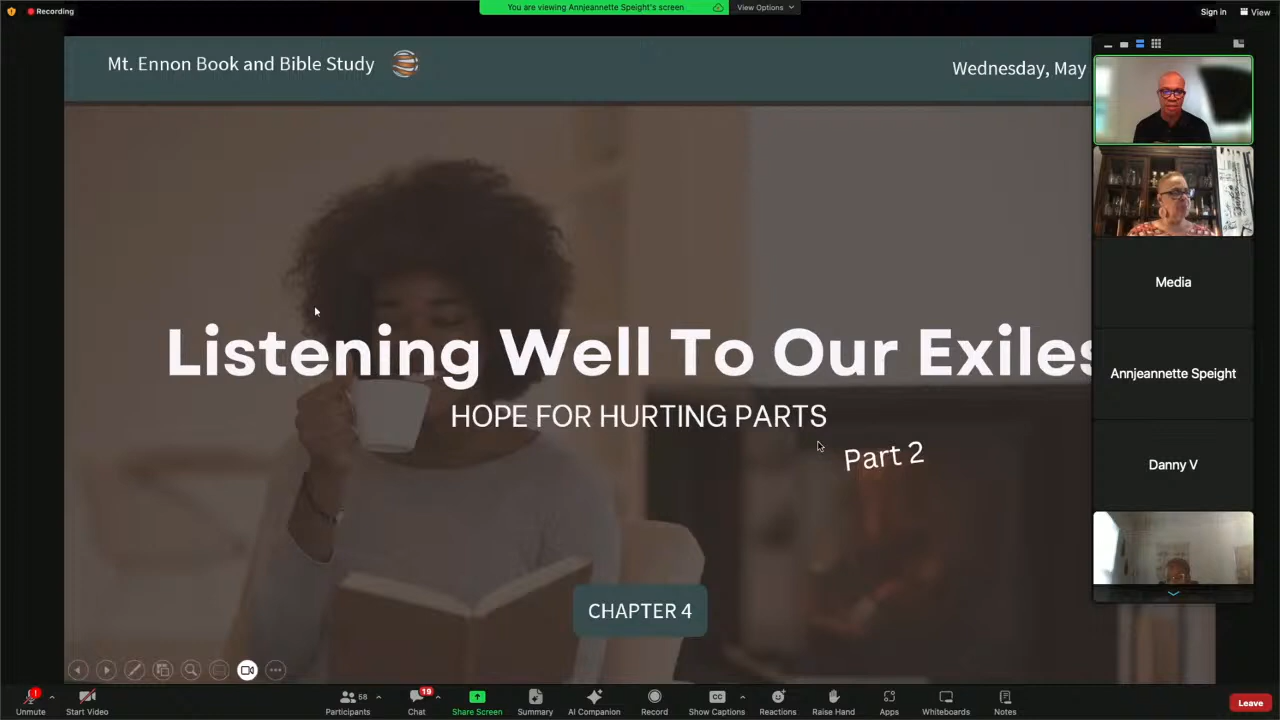 Recording
You are viewing Annjeannette Speight's screen
View Options
Sign in
View
Mt. Ennon Book and Bible Study
Wednesday, May
Listening Well To Our Exiles
HOPE FOR HURTING PARTS
Part 2
CHAPTER 4
Media
Annjeannette Speight
Danny V
Unmute
Start Video
58
Participants
19
Chat
Share Screen
Summary
AI Companion
Record
CC
Show Captions
Reactions
Raise Hand
Apps
Whiteboards
Notes
Leave